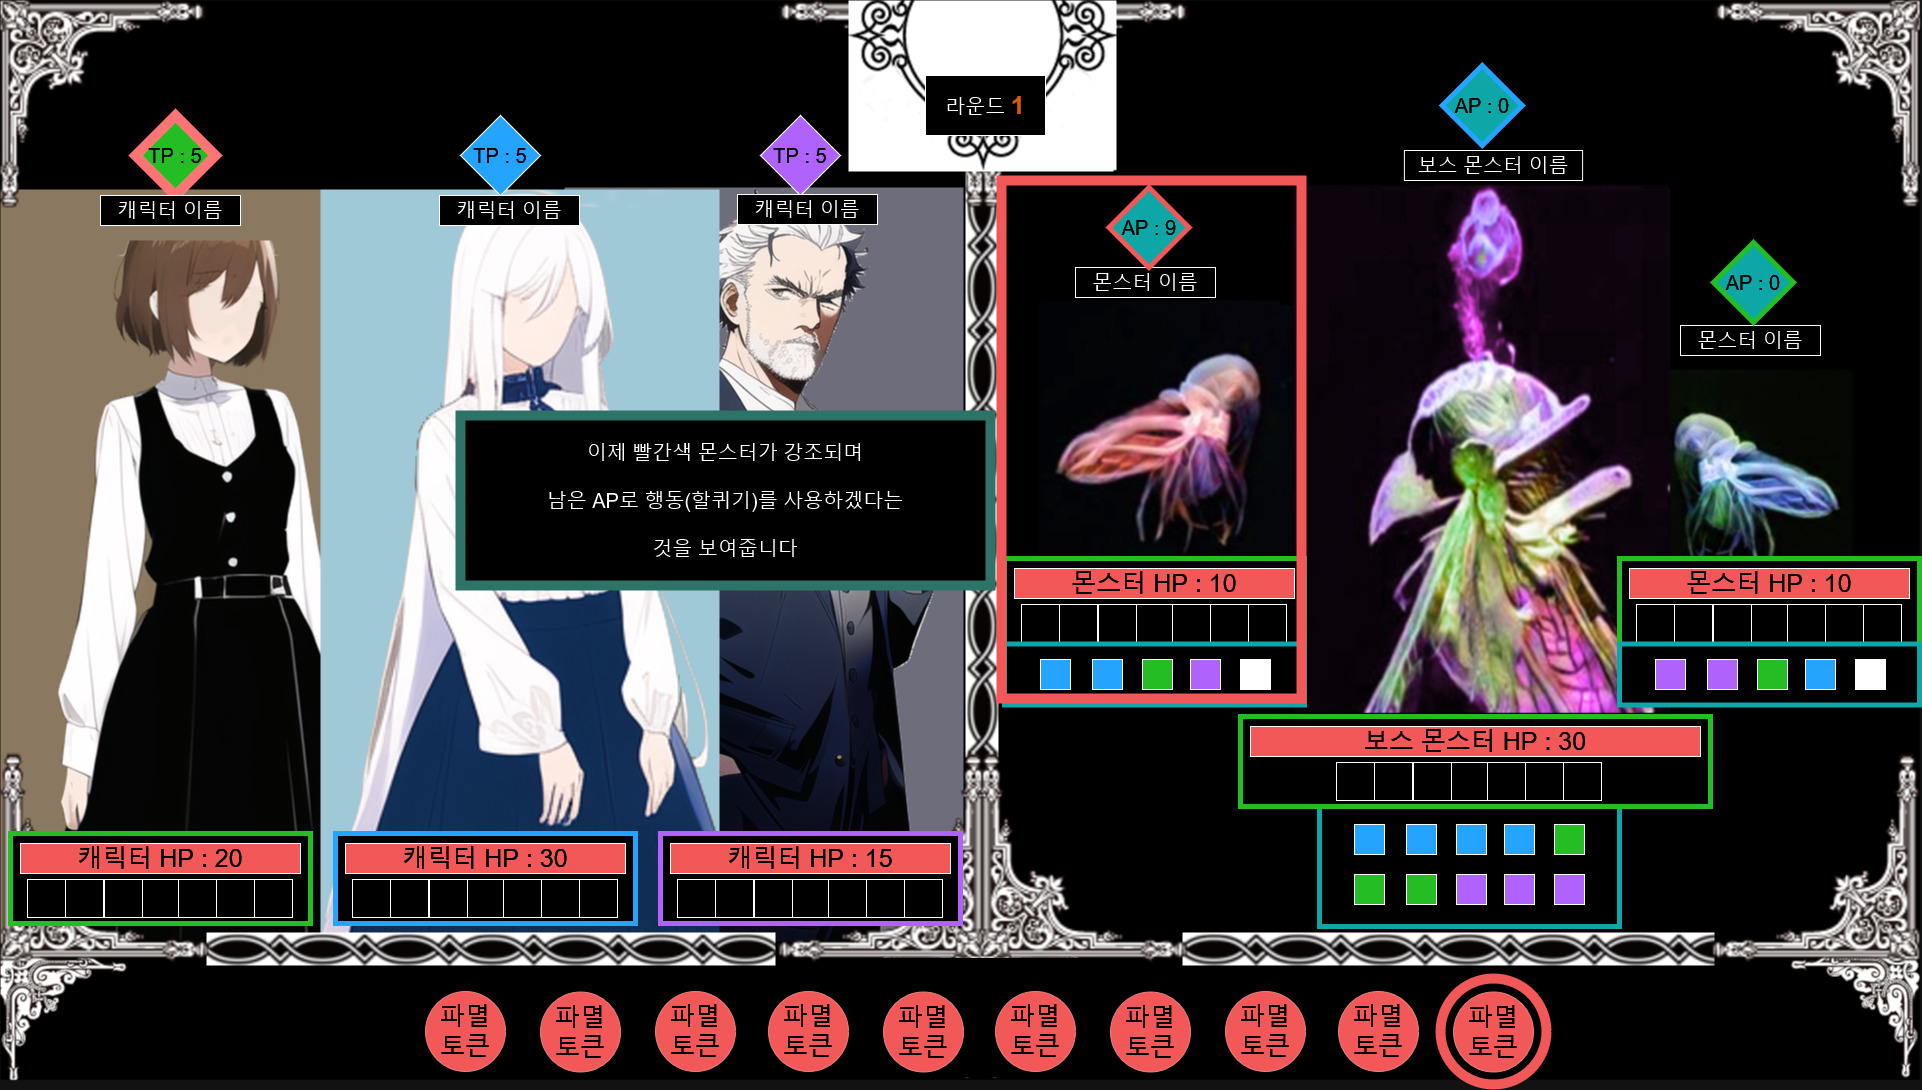 라운드 1
AP : 0
보스 몬스터 이름
TP : 5
TP : 5
TP : 5
캐릭터 이름
캐릭터 이름
캐릭터 이름
AP : 9
몬스터 이름
AP : 0
몬스터 이름
이제 빨간색 몬스터가 강조되며
남은 AP로 행동(할퀴기)를 사용하겠다는
것을 보여줍니다
몬스터 HP : 10
몬스터 HP : 10
보스 몬스터 HP : 30
캐릭터 HP : 20
캐릭터 HP : 30
캐릭터 HP : 15
파멸
토큰
파멸
토큰
파멸
토큰
파멸
토큰
파멸
토큰
파멸
토큰
파멸
토큰
파멸
토큰
파멸
토큰
파멸
토큰